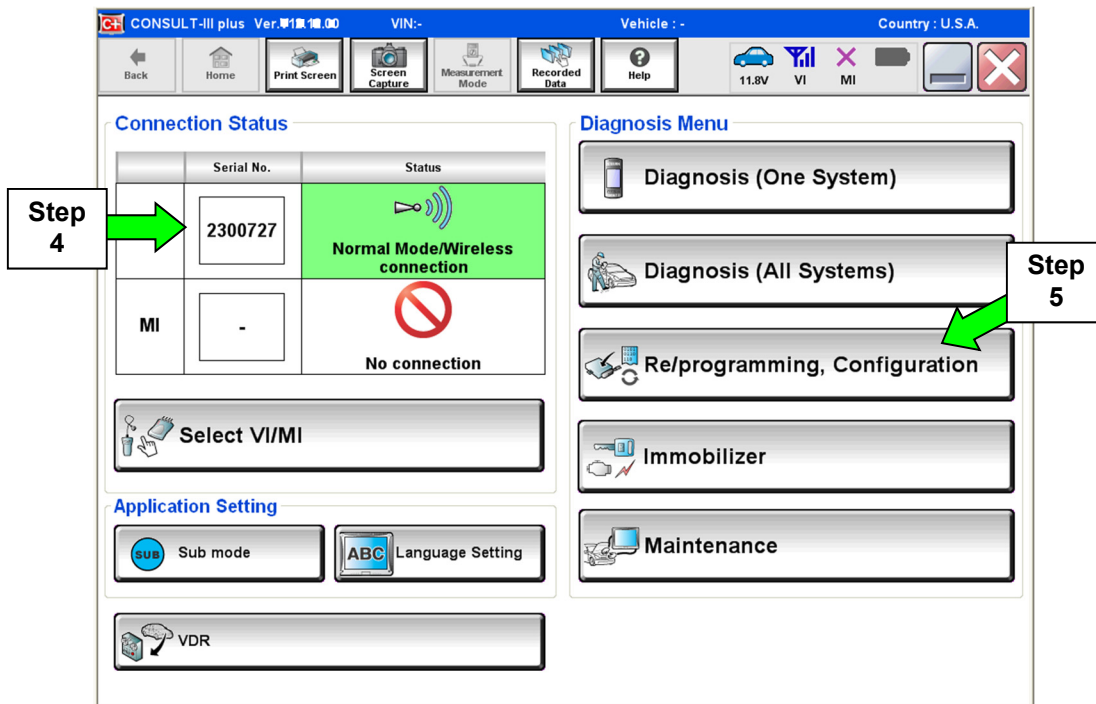 C+ CONSULT-III plus Ver. VIN:- Vehicle : - Country : U.S.A.
Back
Home
Print Screen
Screen
Capture
Measurement
Mode
Recorded
Data
Help
11.8V
VI
MI
Connection Status
Serial No.
Status
Step
4
2300727
Normal Mode/Wireless
connection
MI
-
No connection
Select VI/MI
Application Setting
SUB
Sub mode
ABC
Language Setting
VDR
Diagnosis Menu
Diagnosis (One System)
Diagnosis (All Systems)
Step
5
Re/programming, Configuration
Immobilizer
Maintenance